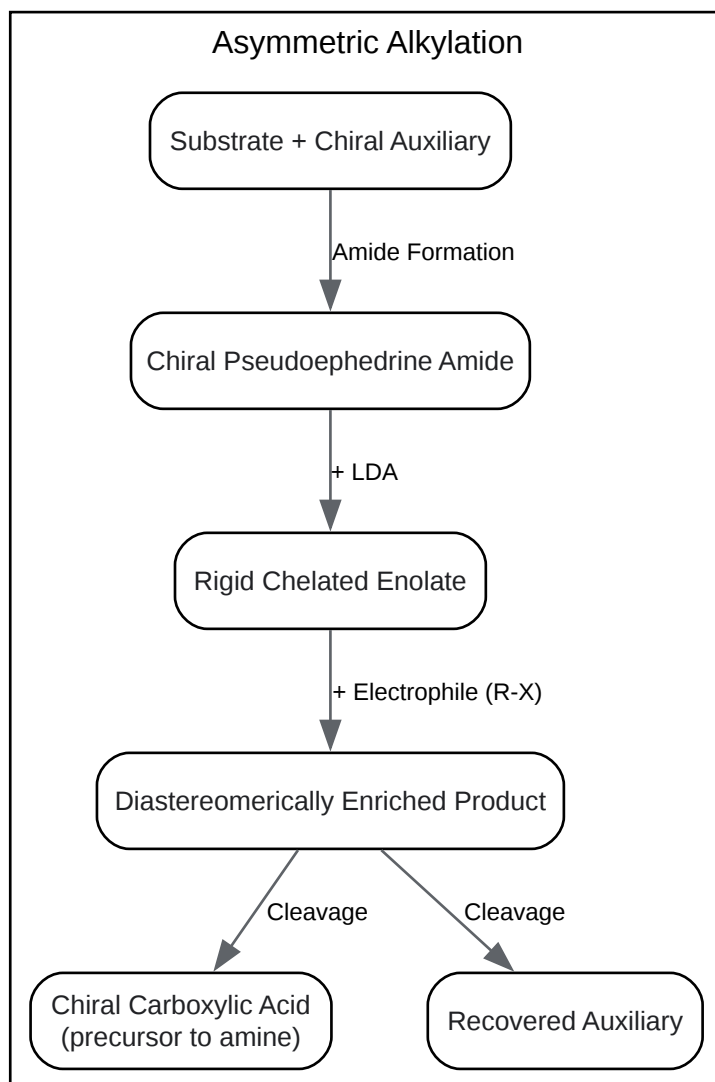 Asymmetric Alkylation
Substrate + Chiral Auxiliary
Amide Formation
Chiral Pseudoephedrine Amide
+ LDA
Rigid Chelated Enolate
+ Electrophile (R-X)
Diastereomerically Enriched Product
Cleavage
Cleavage
Chiral Carboxylic Acid
(precursor to amine)
Recovered Auxiliary